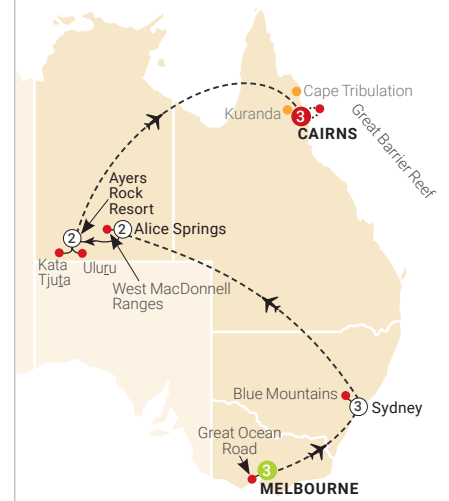 Cape Tribulation
Kuranda
3
CAIRNS
Great Barrier Reef
Ayers
Rock
Resort
2
2
Alice Springs
Kata
Tjuṯa
Uluṟu
West MacDonnell
Ranges
Blue Mountains
3
Sydney
Great Ocean
Road
3
MELBOURNE